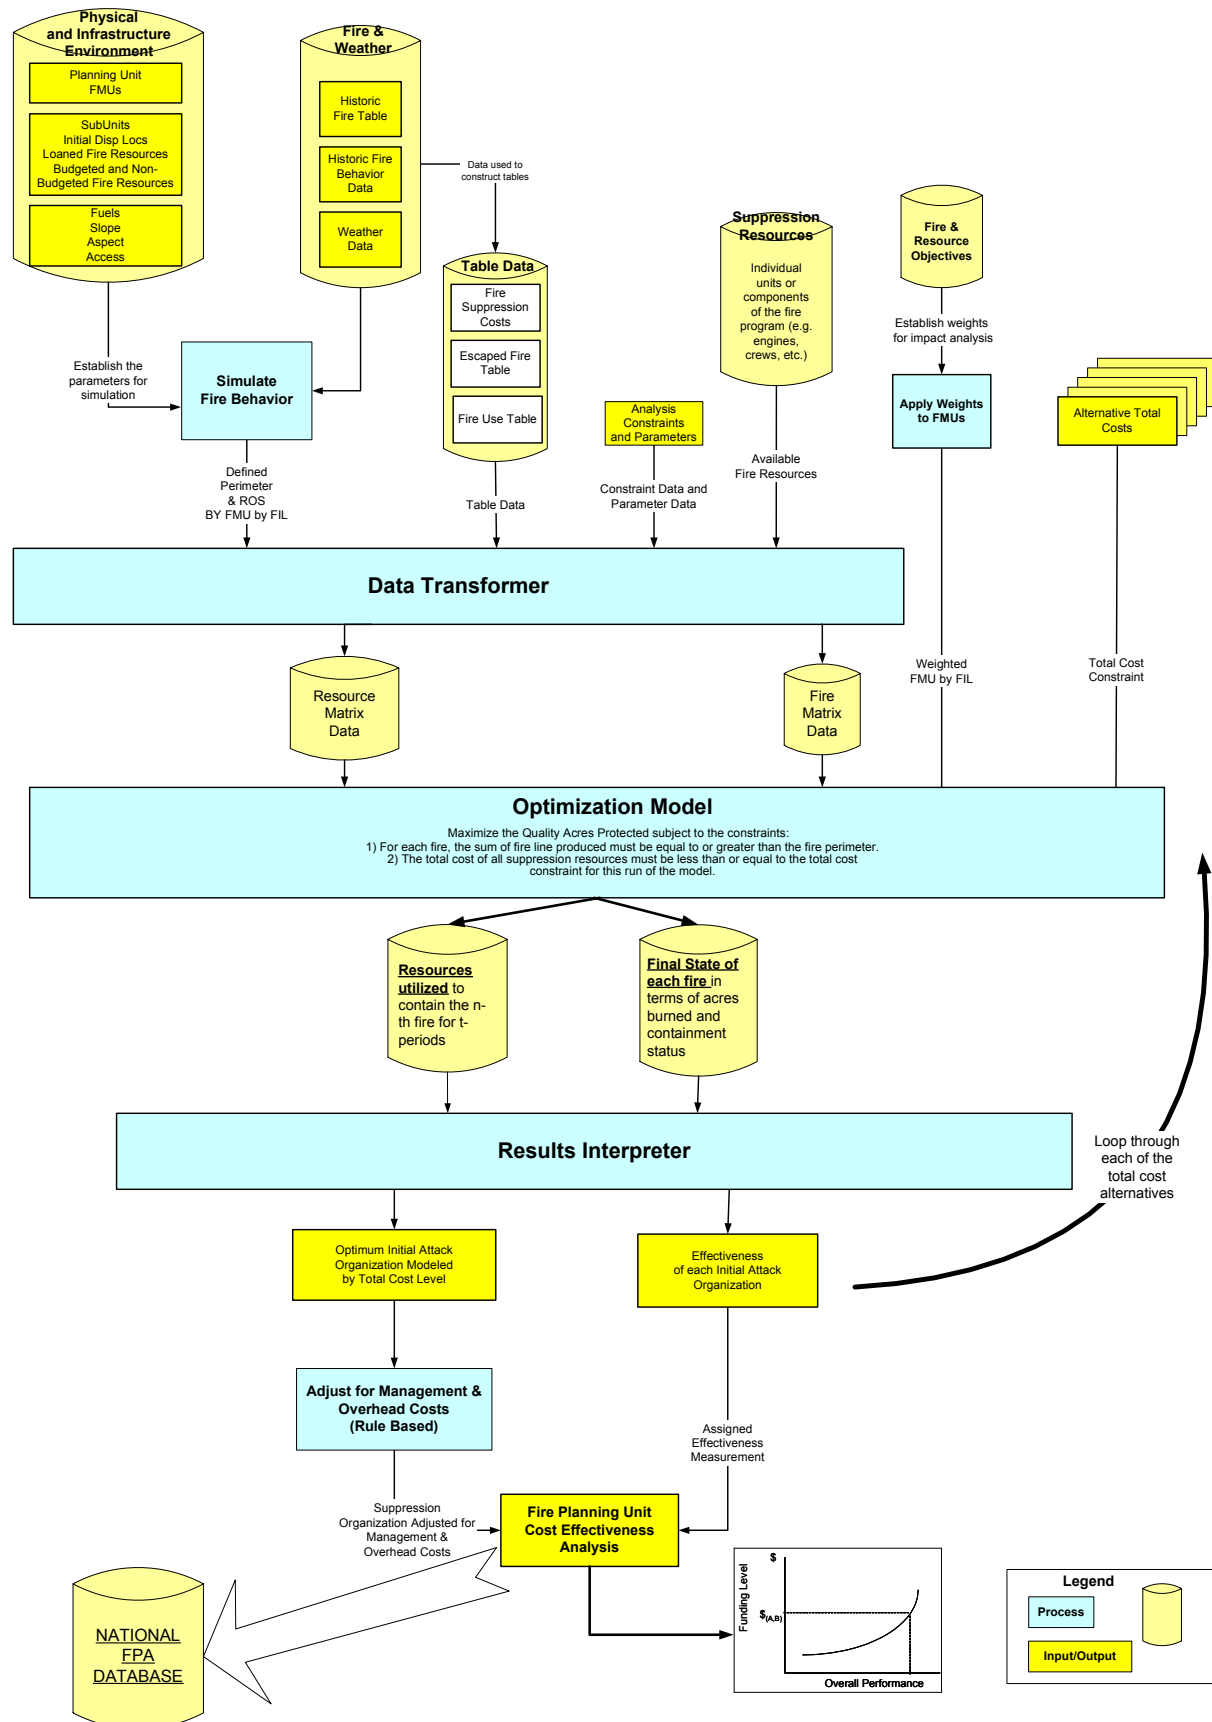 Physical
and Infrastructure
Environment
Planning Unit
FMUs
SubUnits
Initial Disp Locs
Loaned Fire Resources
Budgeted and Non-
Budgeted Fire Resources
Fuels
Slope
Aspect
Access
Fire &
Weather
Historic
Fire Table
Historic Fire
Behavior
Data
Weather
Data
Data used to
construct tables
Table Data
Fire
Suppression
Costs
Escaped Fire
Table
Fire Use Table
Suppression
Resources
Individual
units or
components
of the fire
program (e.g.
engines,
crews, etc.)
Fire &
Resource
Objectives
Establish weights
for impact analysis
Establish the
parameters for
simulation
Simulate
Fire Behavior
Analysis
Constraints
and Parameters
Apply Weights
to FMUs
Alternative Total
Costs
Defined
Perimeter
& ROS
BY FMU by FIL
Table Data
Constraint Data and
Parameter Data
Available
Fire Resources
Data Transformer
Resource
Matrix
Data
Fire
Matrix
Data
Weighted
FMU by FIL
Total Cost
Constraint
Optimization Model
Maximize the Quality Acres Protected subject to the constraints:
1) For each fire, the sum of fire line produced must be equal to or greater than the fire perimeter.
2) The total cost of all suppression resources must be less than or equal to the total cost
constraint for this run of the model.
Resources
utilized to
contain the n-
th fire for t-
periods
Final State of
each fire in
terms of acres
burned and
containment
status
Results Interpreter
Loop through
each of the
total cost
alternatives
Optimum Initial Attack
Organization Modeled
by Total Cost Level
Effectiveness
of each Initial Attack
Organization
Adjust for Management &
Overhead Costs
(Rule Based)
Assigned
Effectiveness
Measurement
Suppression
Organization Adjusted for
Management &
Overhead Costs
Fire Planning Unit
Cost Effectiveness
Analysis
NATIONAL
FPA
DATABASE
Funding Level
$
$(A,B)
Overall Performance
Legend
Process
Input/Output